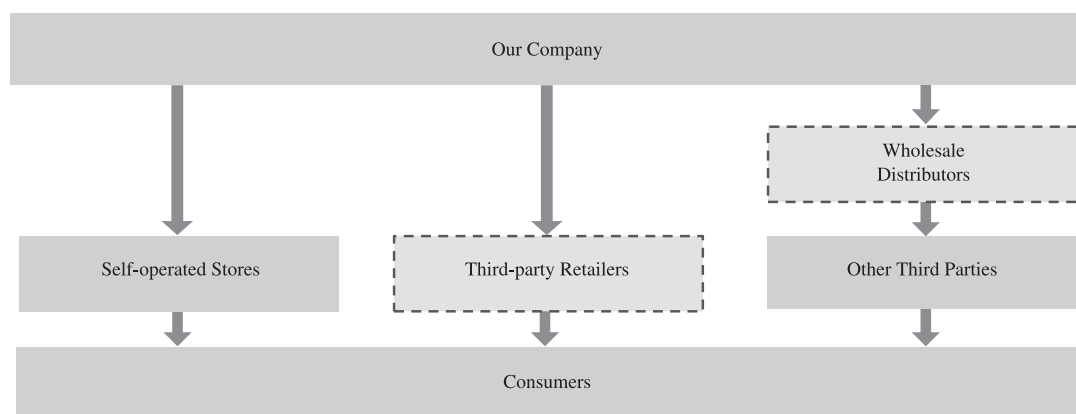 Our Company
Wholesale
Distributors
Self-operated Stores
Third-party Retailers
Other Third Parties
Consumers